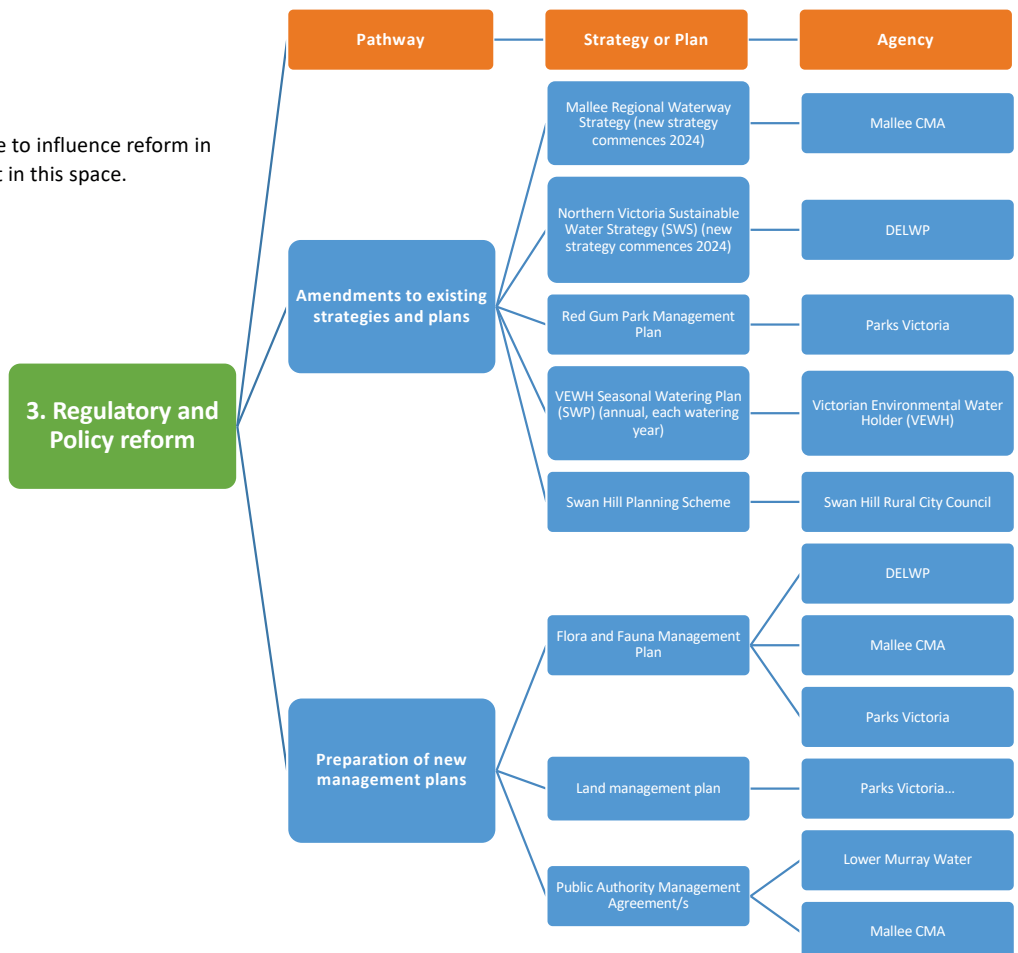 Pathway
Strategy or Plan
Agency
e to influence reform in
t in this space.
3. Regulatory and
Policy reform
Amendments to existing
strategies and plans
Mallee Regional Waterway
Strategy (new strategy
commences 2024)
Mallee CMA
Northern Victoria Sustainable
Water Strategy (SWS) (new
strategy commences 2024)
DELWP
Red Gum Park Management
Plan
Parks Victoria
VEWH Seasonal Watering Plan
(SWP) (annual, each watering
year)
Victorian Environmental Water
Holder (VEWH)
Swan Hill Planning Scheme
Swan Hill Rural City Council
Preparation of new
management plans
Flora and Fauna Management
Plan
DELWP
Mallee CMA
Parks Victoria
Land management plan
Parks Victoria…
Public Authority Management
Agreement/s
Lower Murray Water
Mallee CMA